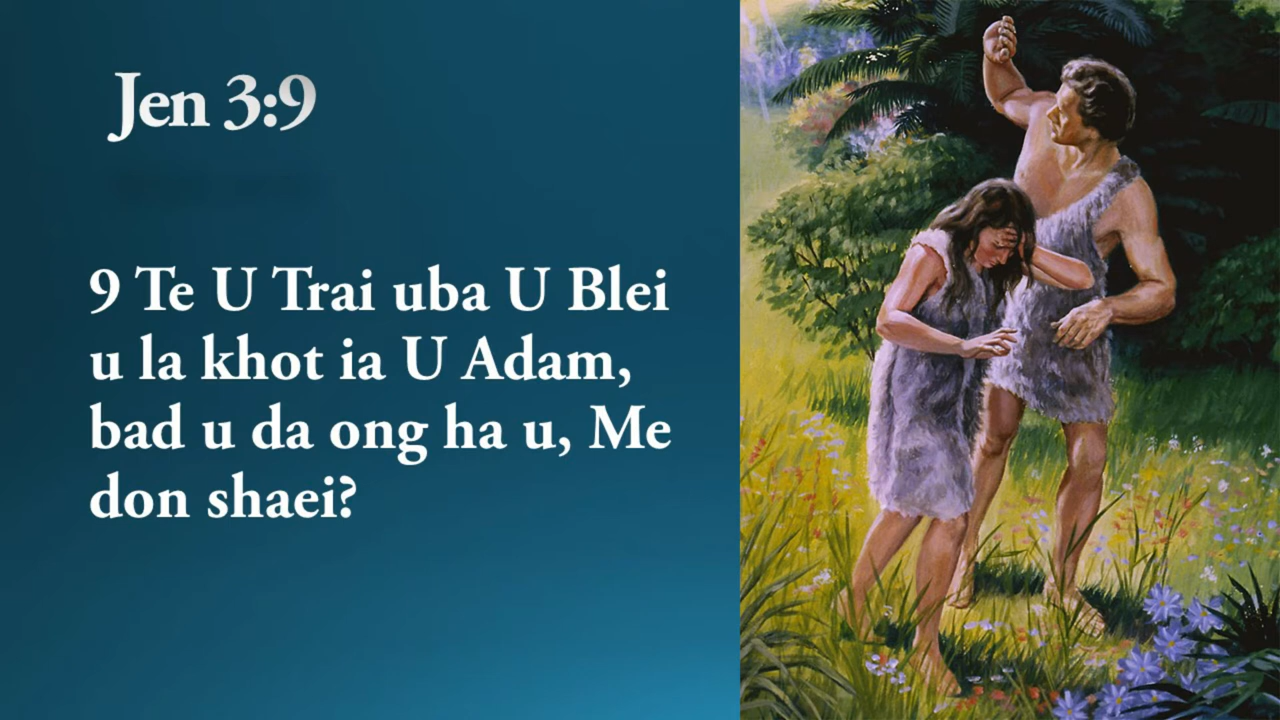 Jen 3:9
9 Te U Trai uba U Blei
u la khot ia U Adam,
bad u da ong ha u, Me
don shaei?